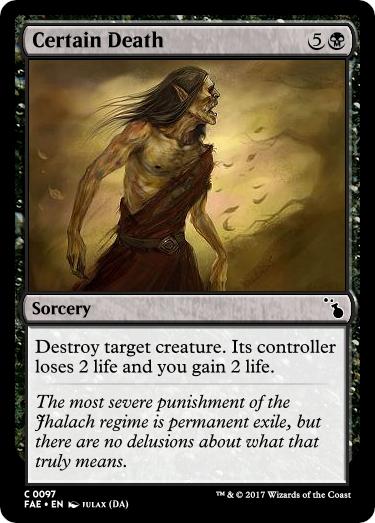 Certain Death 5
Sorcery
Destroy target creature. Its controller
loses 2 life and you gain 2 life.
The most severe punishment of the
Jhalach regime is permanent exile, but
there are no delusions about what that
truly means.
C 0097
FAE • EN JULAX (DA)
™ & © 2017 Wizards of the Coast